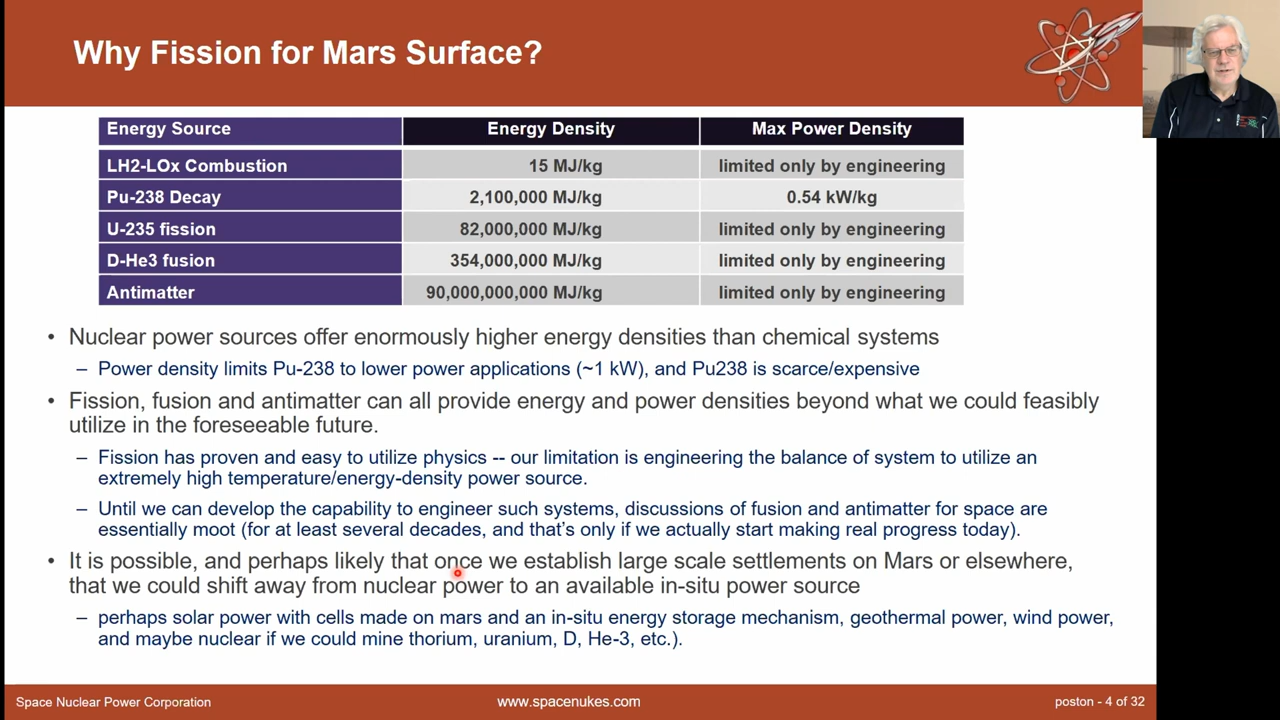 Why Fission for Mars Surface?
Energy Source Energy Density Max Power Density
LH2-LOx Combustion 15 MJ/kg limited only by engineering
Pu-238 Decay 2,100,000 MJ/kg 0.54 kW/kg
U-235 fission 82,000,000 MJ/kg limited only by engineering
D-He3 fusion 354,000,000 MJ/kg limited only by engineering
Antimatter 90,000,000,000 MJ/kg limited only by engineering
• Nuclear power sources offer enormously higher energy densities than chemical systems
– Power density limits Pu-238 to lower power applications (~1 kW), and Pu238 is scarce/expensive
• Fission, fusion and antimatter can all provide energy and power densities beyond what we could feasibly
utilize in the foreseeable future.
– Fission has proven and easy to utilize physics -- our limitation is engineering the balance of system to utilize an
extremely high temperature/energy-density power source.
– Until we can develop the capability to engineer such systems, discussions of fusion and antimatter for space are
essentially moot (for at least several decades, and that’s only if we actually start making real progress today).
• It is possible, and perhaps likely that once we establish large scale settlements on Mars or elsewhere,
that we could shift away from nuclear power to an available in-situ power source
– perhaps solar power with cells made on mars and an in-situ energy storage mechanism, geothermal power, wind power,
and maybe nuclear if we could mine thorium, uranium, D, He-3, etc.).
Space Nuclear Power Corporation www.spacenukes.com poston - 4 of 32